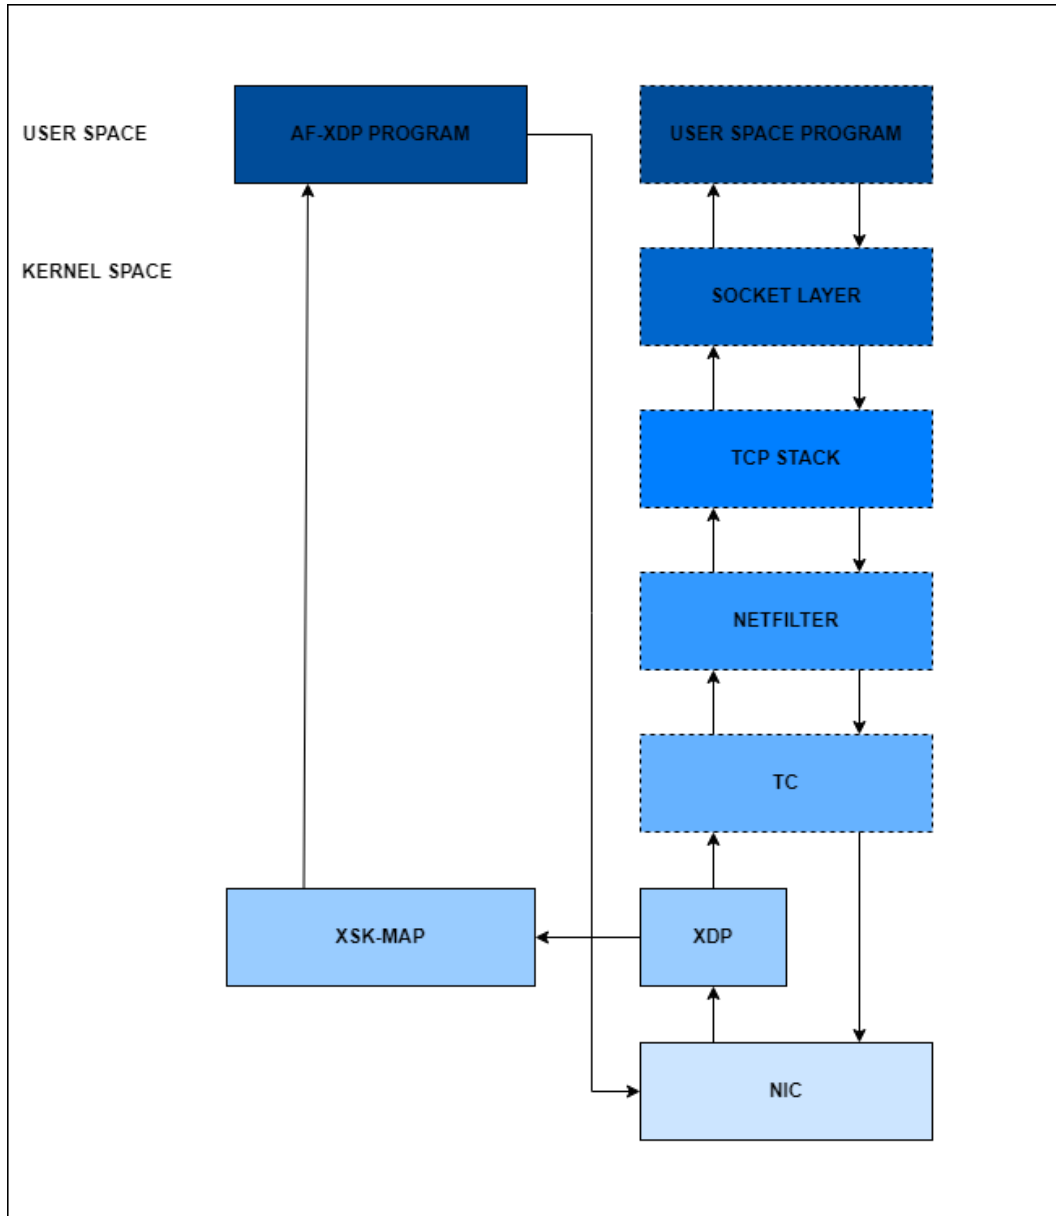 USER SPACE
AF-XDP PROGRAM
USER SPACE PROGRAM
KERNEL SPACE
SOCKET LAYER
TCP STACK
NETFILTER
TC
XSK-MAP
XDP
NIC